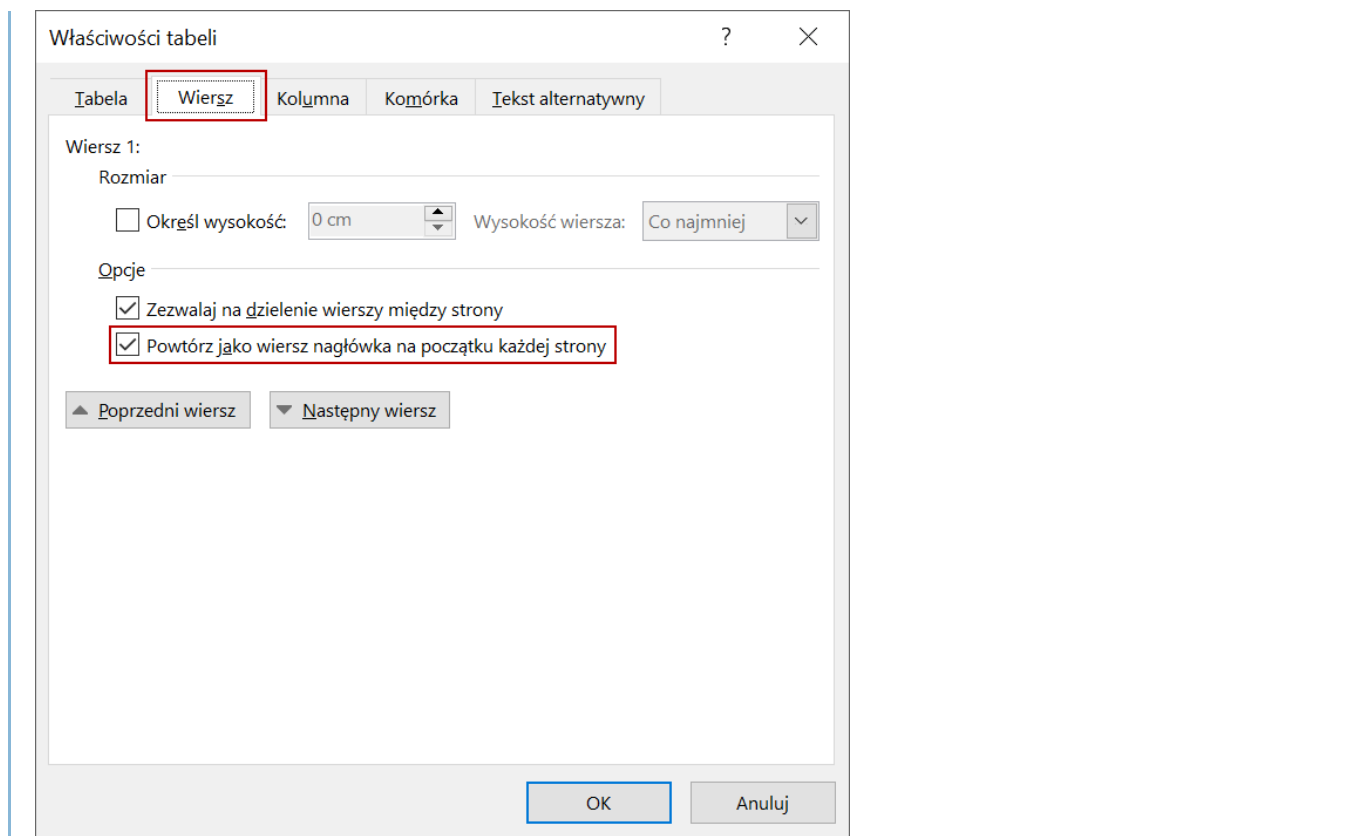 Właściwości tabeli ?
Tabela Wiersz Kolumna Komórka Tekst alternatywny
Wiersz 1:
Rozmiar
Określ wysokość: 0 cm Wysokość wiersza: Co najmniej
Opcje
Zezwalaj na dzielenie wierszy między strony
Powtórz jako wiersz nagłówka na początku każdej strony
Poprzedni wiersz Następny wiersz
OK Anuluj